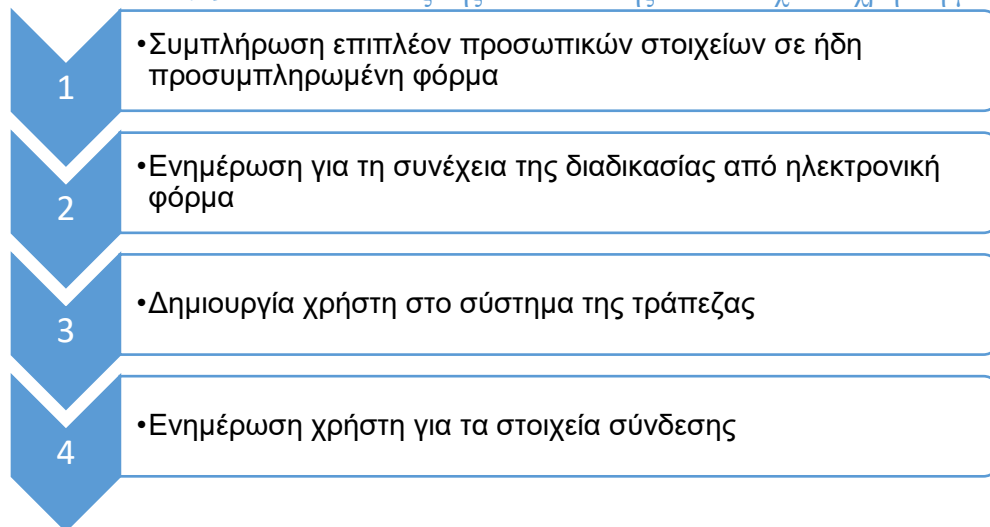 1
•Συμπλήρωση επιπλέον προσωπικών στοιχείων σε ήδη
προσυμπληρωμένη φόρμα
2
•Ενημέρωση για τη συνέχεια της διαδικασίας από ηλεκτρονική
φόρμα
3
•Δημιουργία χρήστη στο σύστημα της τράπεζας
4
•Ενημέρωση χρήστη για τα στοιχεία σύνδεσης